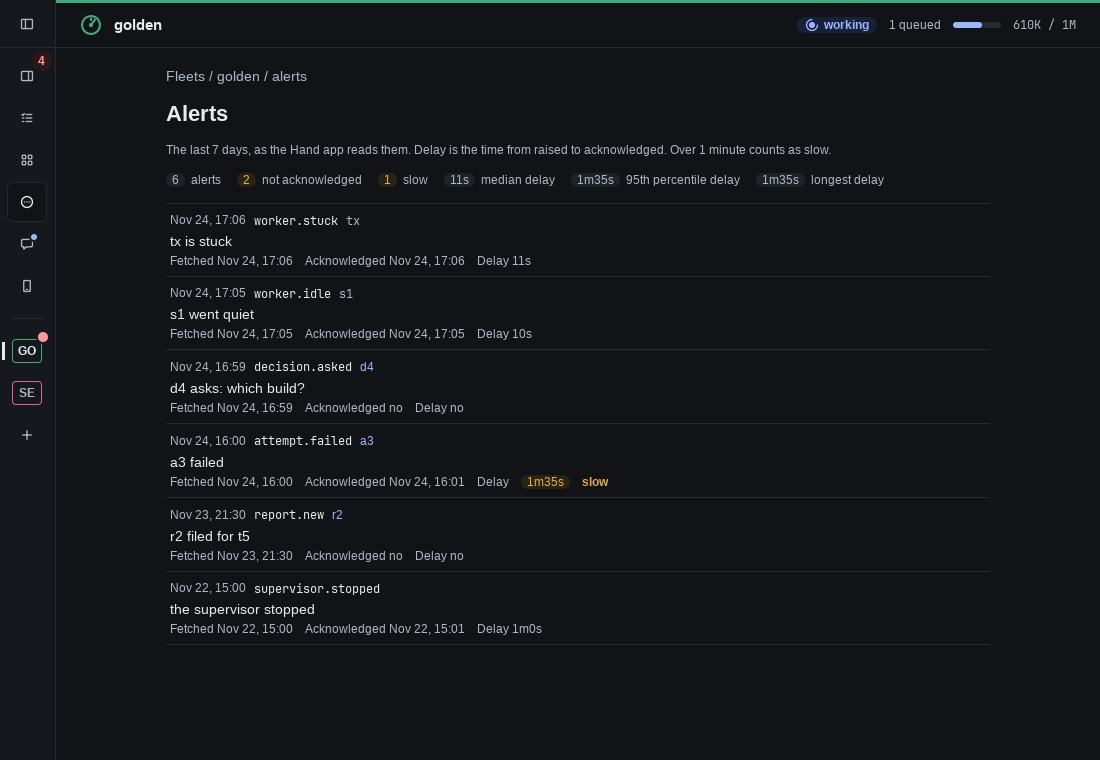 golden
working
1 queued
610K / 1M
4
Fleets / golden / alerts
Alerts
The last 7 days, as the Hand app reads them. Delay is the time from raised to acknowledged. Over 1 minute counts as slow.
6 alerts 2 not acknowledged 1 slow 11s median delay 1m35s 95th percentile delay 1m35s longest delay
Nov 24, 17:06 worker.stuck tx
tx is stuck
Fetched Nov 24, 17:06 Acknowledged Nov 24, 17:06 Delay 11s
Nov 24, 17:05 worker.idle s1
s1 went quiet
Fetched Nov 24, 17:05 Acknowledged Nov 24, 17:05 Delay 10s
GO
Nov 24, 16:59 decision.asked d4
d4 asks: which build?
Fetched Nov 24, 16:59 Acknowledged no Delay no
SE
Nov 24, 16:00 attempt.failed a3
a3 failed
Fetched Nov 24, 16:00 Acknowledged Nov 24, 16:01 Delay 1m35s slow
Nov 23, 21:30 report.new r2
r2 filed for t5
Fetched Nov 23, 21:30 Acknowledged no Delay no
Nov 22, 15:00 supervisor.stopped
the supervisor stopped
Fetched Nov 22, 15:00 Acknowledged Nov 22, 15:01 Delay 1m0s